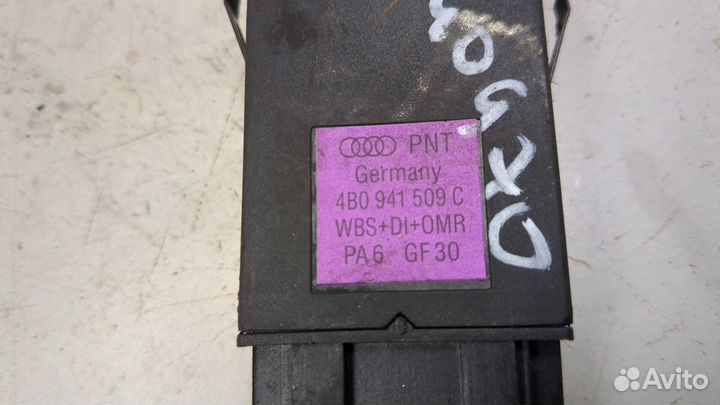 PNT
Germany
4B0 941 509 C
WBS+DI+OMR
PA6 GF30
Avito